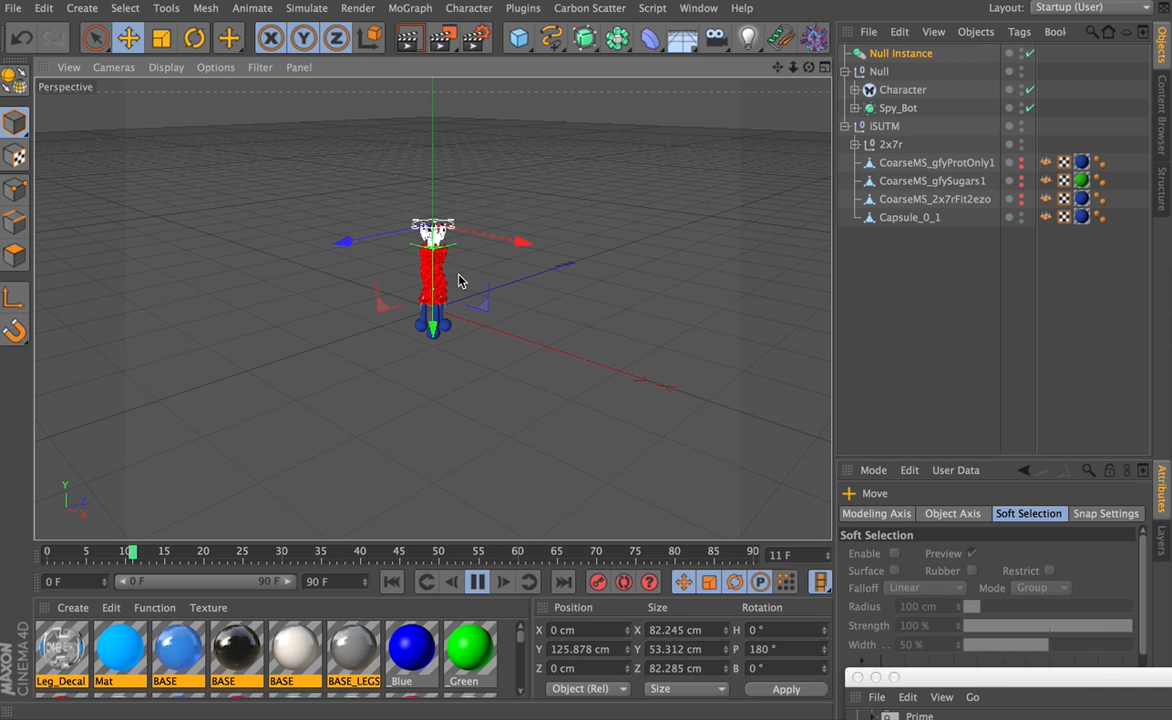 File Edit Create Select Tools Mesh Animate Simulate Render MoGraph Character Plugins Carbon Scatter Script Window Help
Layout: Startup (User)
X Y Z
File Edit View Objects Tags Bool
View Cameras Display Options Filter Panel
Perspective
Null Instance
Null
Character
Spy_Bot
iSUTM
2x7r
CoarseMS_gfyProtOnly1
CoarseMS_gfySugars1
CoarseMS_2x7rFit2ezo
Capsule_0_1
Objects
Content Browser
Structure
Y
Z
X
Mode Edit User Data
Move
Modeling Axis Object Axis Soft Selection Snap Settings
Soft Selection
Enable Preview
Surface Rubber Restrict
Falloff Linear Mode Group
Radius 100 cm
Strength 100 %
Width 50 %
Attributes
Layers
0 5 10 15 20 25 30 35 40 45 50 55 60 65 70 75 80 85 90 11 F
0 F 0 F 90 F 90 F
P
Create Edit Function Texture
Leg_Decal Mat BASE BASE BASE BASE_LEGS _Blue Green
Position Size Rotation
X 0 cm X 82.245 cm H 0 °
Y 125.878 cm Y 53.312 cm P 180 °
Z 0 cm Z 82.285 cm B 0 °
Object (Rel) Size Apply
MAXON CINEMA4D
File Edit View Go
Prime